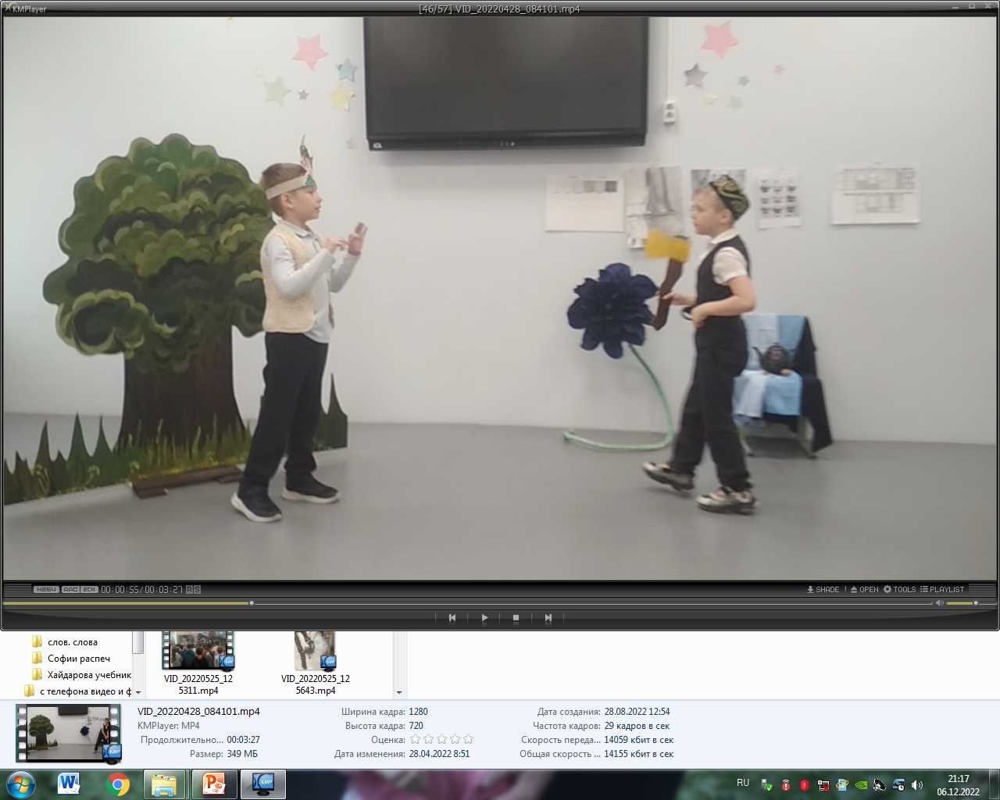 KMPlayer
[46/57] VID_20220428_084101.mp4
H264 AAC 2CH 00:00:55/00:03:27 R S
SHADE ! OPEN TOOLS PLAYLIST
слов. слова
Софии распеч
Хайдарова учебник
с телефона видео и ф
VID_20220525_12
5311.mp4
VID_20220525_12
5643.mp4
VID_20220428_084101.mp4
KMPlayer: MP4
Продолжительно... 00:03:27
Размер: 349 МБ
Ширина кадра: 1280
Высота кадра: 720
Оценка:
Дата изменения: 28.04.2022 8:51
Дата создания: 28.08.2022 12:54
Частота кадров: 29 кадров в сек
Скорость переда... 14059 кбит в сек
Общая скорость ... 14155 кбит в сек
RU
21:17
06.12.2022